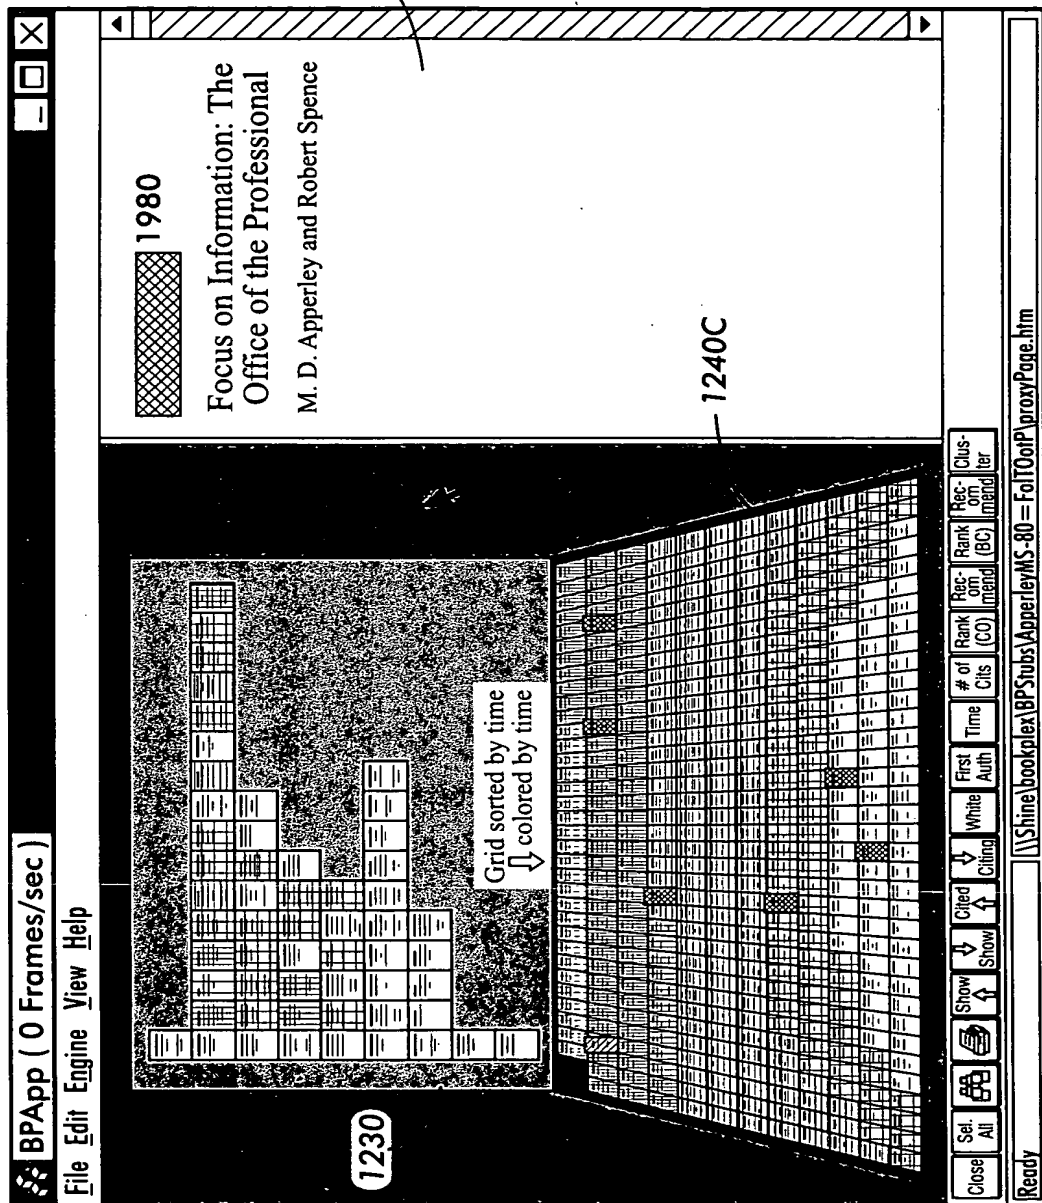 BPApp ( 0 Frames/sec )
File Edit Engine View Help
1230
Grid sorted by time
colored by time
1240C
1980
Focus on Information: The
Office of the Professional
M. D. Apperley and Robert Spence
Close
Sel.
All
Show
Show
Cited
Citing
White
First
Auth
Time
# of
Cits
Rank
(CO)
Rec-
om
mend
Rank
(BC)
Rec-
om
mend
Clus-
ter
Ready
\\Shine\bookplex\BPStubs\ApperleyMS-80=FoITOotP\proxyPage.htm